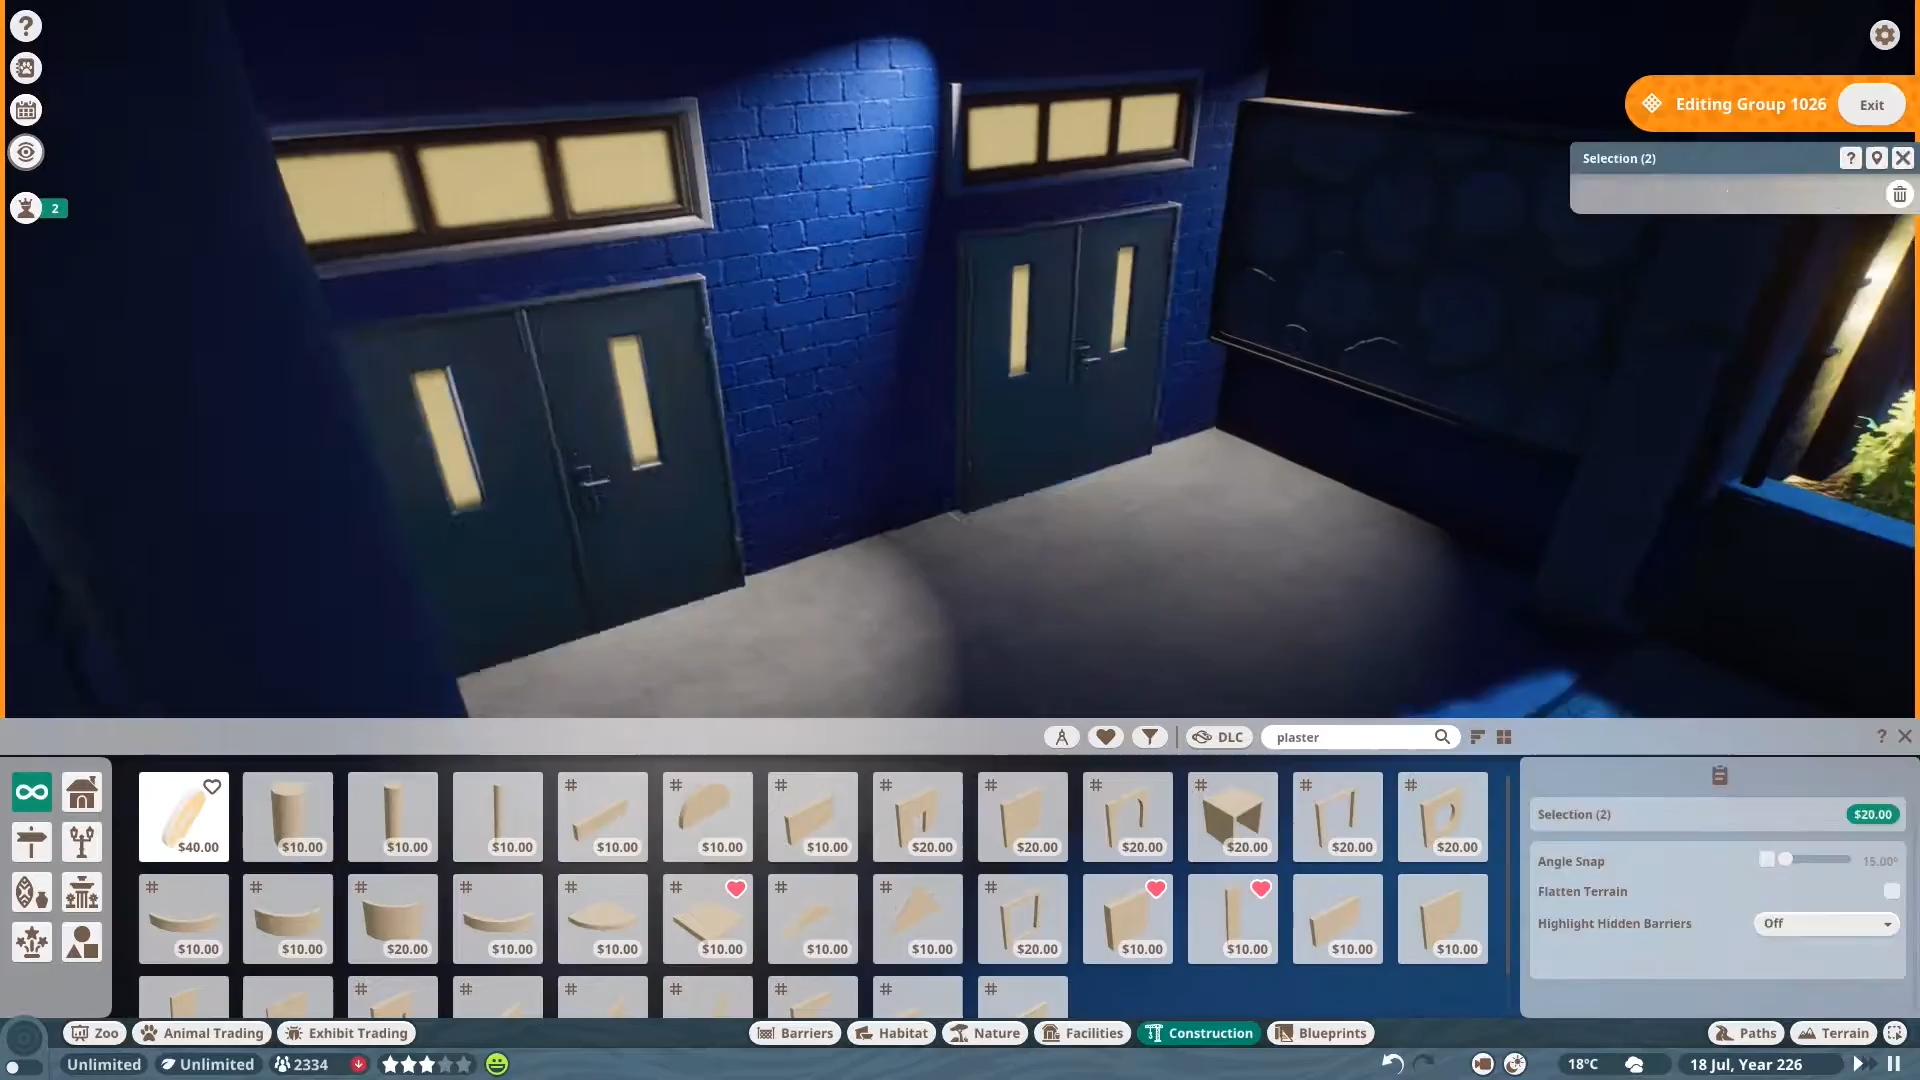 ?
Editing Group 1026 Exit
Selection (2) ?
2
DLC plaster ?
$40.00 $10.00 $10.00 $10.00 $10.00 $10.00 $10.00 $20.00 $20.00 $20.00 $20.00 $20.00 $20.00
$10.00 $10.00 $20.00 $10.00 $10.00 $10.00 $10.00 $10.00 $20.00 $10.00 $10.00 $10.00 $10.00
Selection (2) $20.00
Angle Snap 15.00°
Flatten Terrain
Highlight Hidden Barriers Off
Zoo Animal Trading Exhibit Trading Barriers Habitat Nature Facilities Construction Blueprints Paths Terrain
Unlimited Unlimited 2334 18°C 18 Jul, Year 226